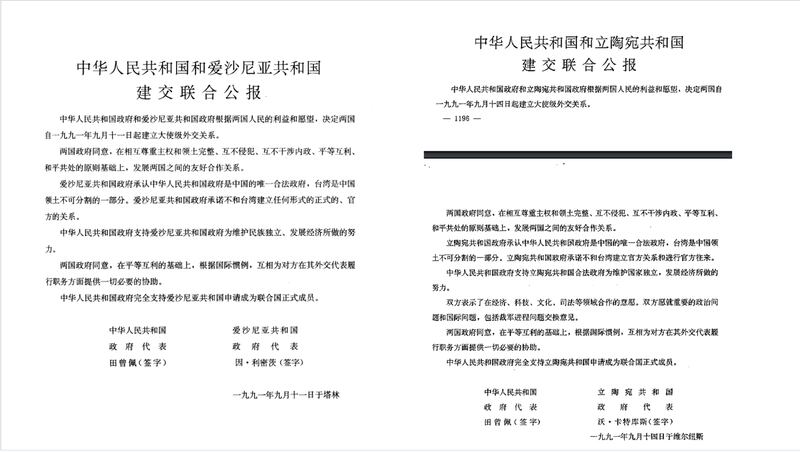 中华人民共和国和爱沙尼亚共和国
建交联合公报
中华人民共和国政府和爱沙尼亚共和国政府根据两国人民的利益和愿望，决定两国
自一九九一年九月十一日起建立大使级外交关系。
两国政府同意，在相互尊重主权和领土完整、互不侵犯、互不干涉内政、平等互利、
和平共处的原则基础上，发展两国之间的友好合作关系。
爱沙尼亚共和国政府承认中华人民共和国政府是中国的唯一合法政府，台湾是中国
领土不可分割的一部分。爱沙尼亚共和国政府承诺不和台湾建立任何形式的正式的、官
方的关系。
中华人民共和国政府支持爱沙尼亚共和国政府为维护民族独立、发展经济所做的努
力。
两国政府同意，在平等互利的基础上，根据国际惯例，互相为对方在其外交代表履
行职务方面提供一切必要的协助。
中华人民共和国政府完全支持爱沙尼亚共和国申请成为联合国正式成员。
中华人民共和国 爱沙尼亚共和国
政府代表 政府代表
田曾佩（签字） 因·利密茨（签字）
一九九一年九月十一日于塔林
中华人民共和国和立陶宛共和国
建交联合公报
中华人民共和国政府和立陶宛共和国政府根据两国人民的利益和愿望，决定两国自
一九九一年九月十四日起建立大使级外交关系。
— 1196 —
两国政府同意，在相互尊重主权和领土完整、互不侵犯、互不干涉内政、平等互利、
和平共处的原则基础上，发展两国之间的友好合作关系。
立陶宛共和国政府承认中华人民共和国政府是中国的唯一合法政府，台湾是中国领
土不可分割的一部分。立陶宛共和国政府承诺不和台湾建立官方关系和进行官方往来。
中华人民共和国政府支持立陶宛共和国合法政府为维护国家独立，发展经济所做的
努力。
双方表示了在经济、科技、文化、司法等领域合作的意愿。双方愿就重要的政治问
题和国际问题，包括裁军进程问题交换意见。
两国政府同意，在平等互利的基础上，根据国际惯例，互相为对方在其外交代表履
行职务方面提供一切必要的协助。
中华人民共和国政府完全支持立陶宛共和国申请成为联合国正式成员。
中华人民共和国 立陶宛共和国
政府代表 政府代表
田曾佩（签字） 沃·卡特库斯（签字）
一九九一年九月十四日于维尔纽斯